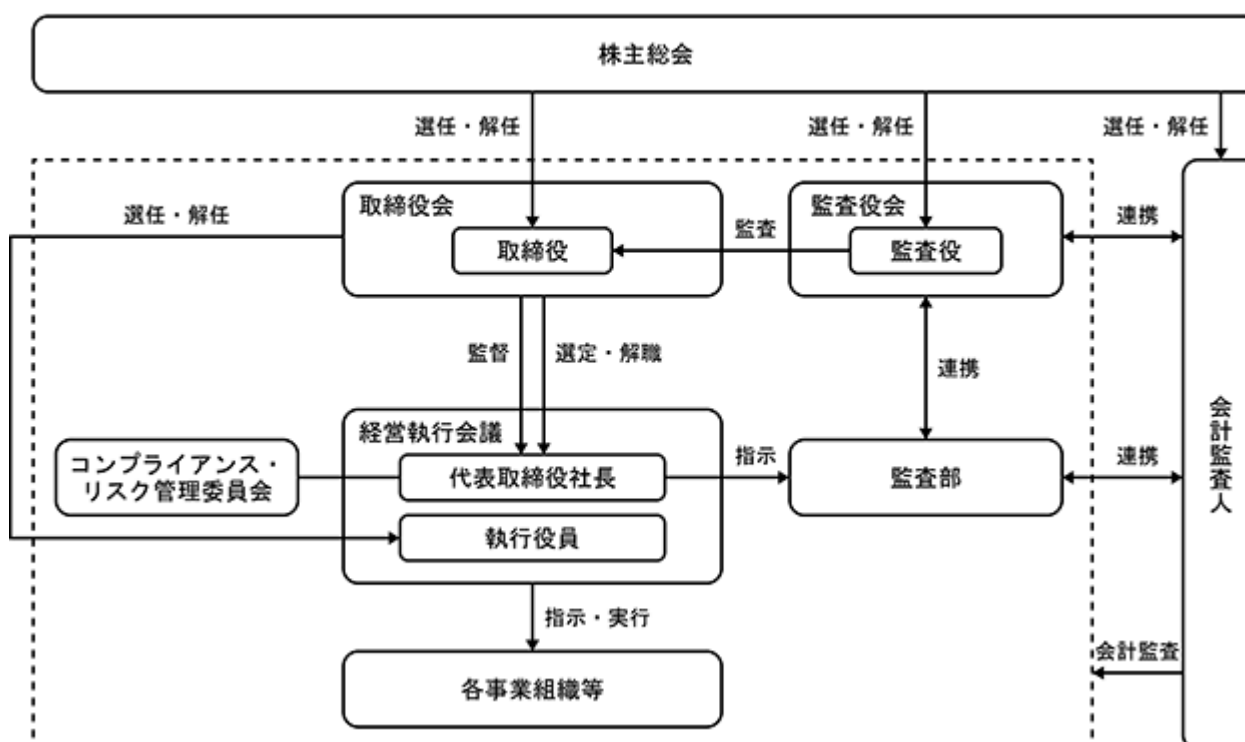 株主総会
選任・解任
選任・解任
選任・解任
取締役会
監査役会
選任・解任
取締役
監査
監査役
連携
監督
選定・解職
連携
会計監査人
経営執行会議
コンプライアンス・
リスク管理委員会
代表取締役社長
指示
監査部
連携
執行役員
指示・実行
会計監査
各事業組織等